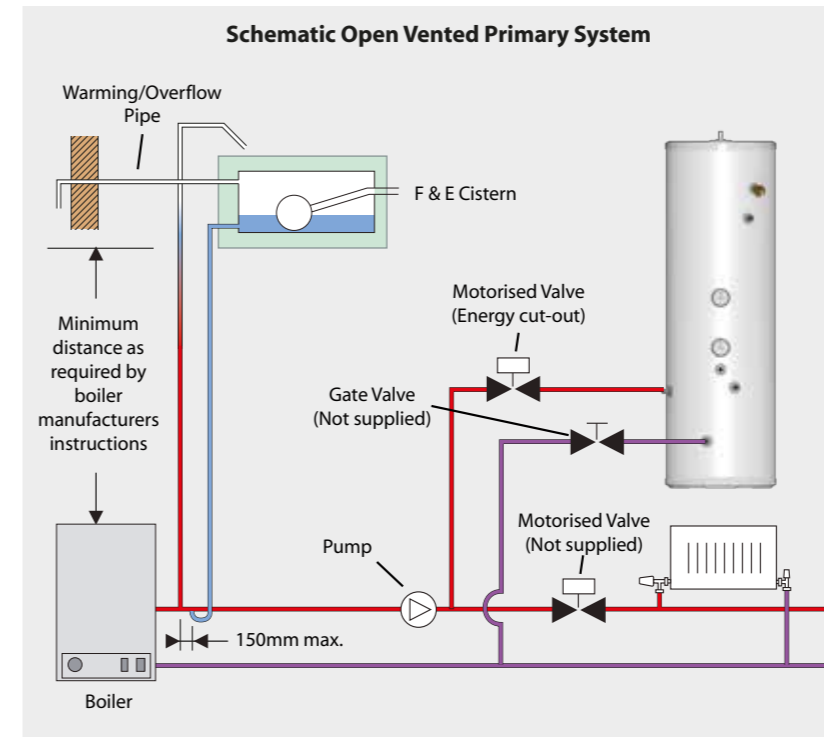 Schematic Open Vented Primary System
Warming/Overflow
Pipe
F & E Cistern
Minimum
distance as
required by
boiler
manufacturers
instructions
Motorised Valve
(Energy cut-out)
Gate Valve
(Not supplied)
Motorised Valve
(Not supplied)
Pump
150mm max.
Boiler